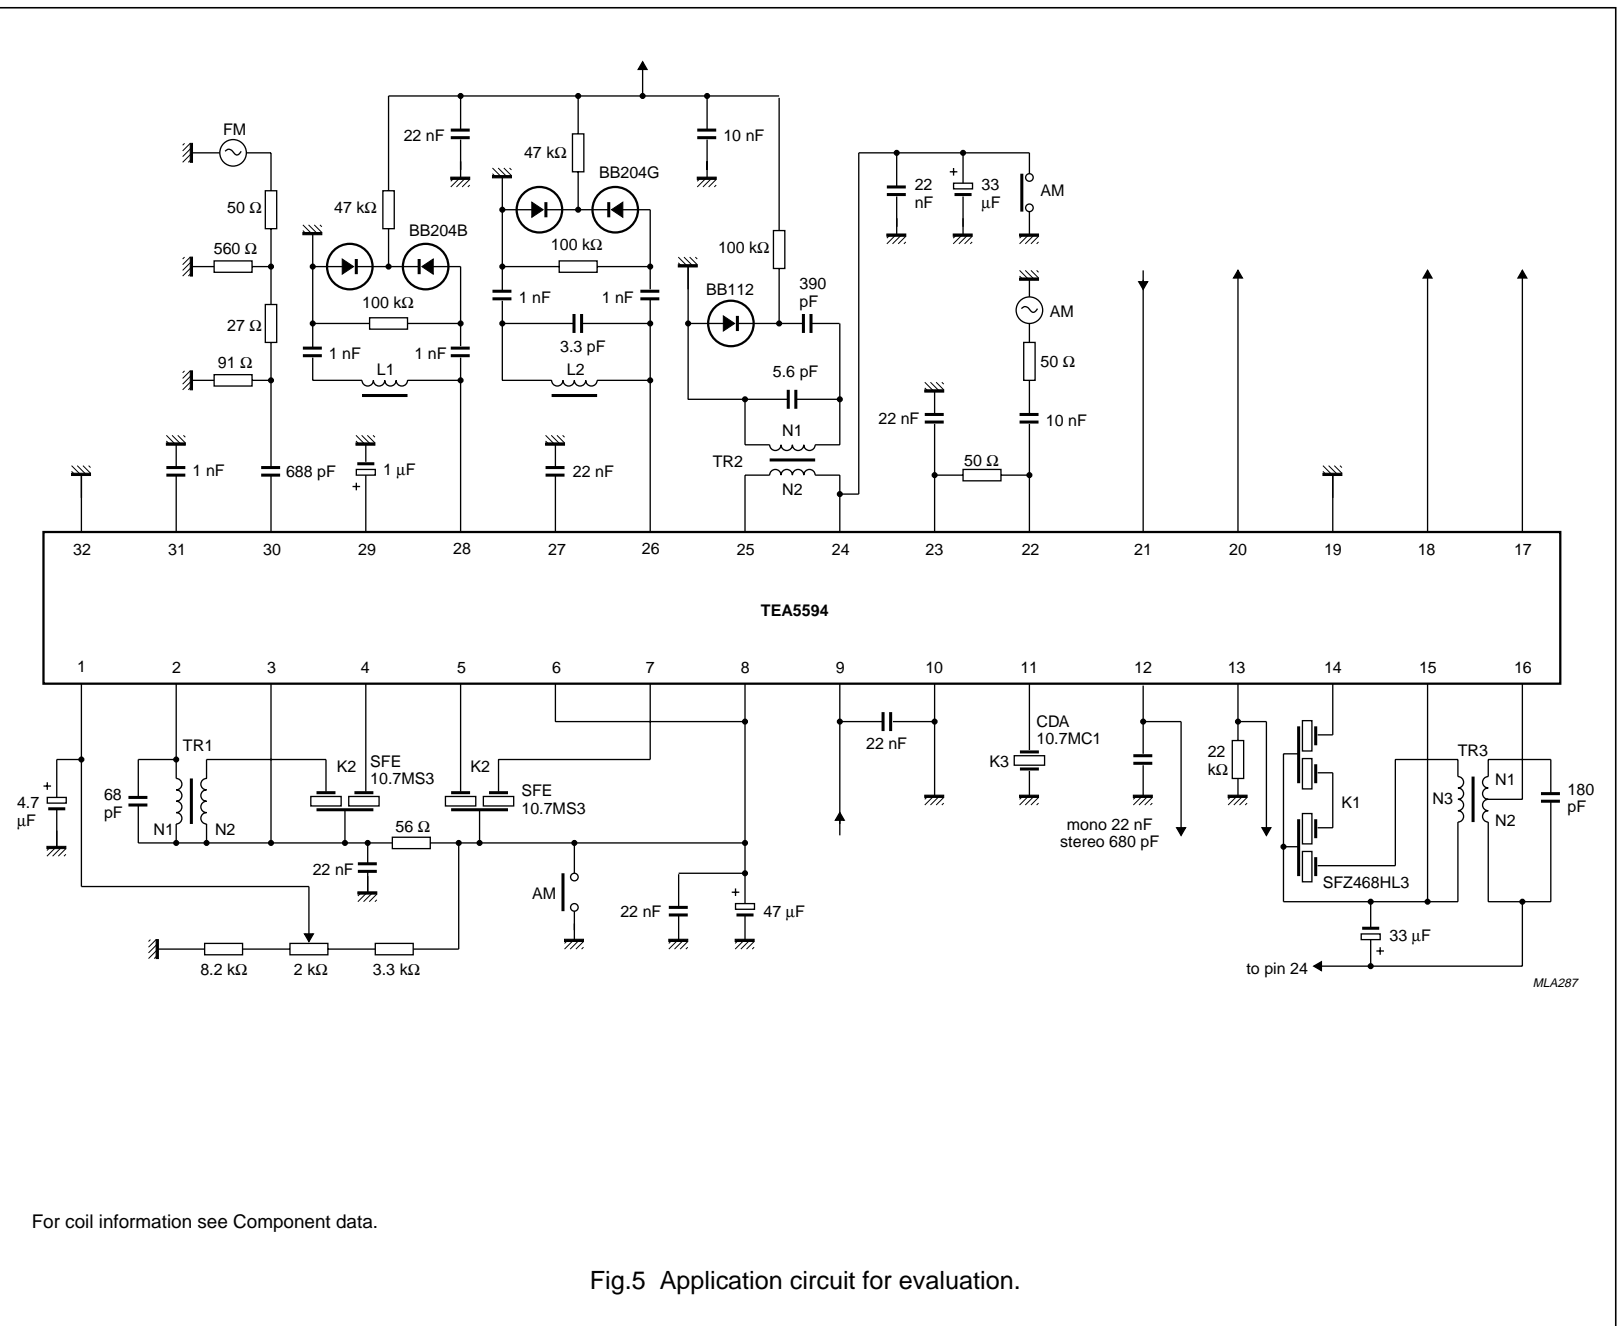 FM
50 Ω
560 Ω
27 Ω
91 Ω
47 kΩ
BB204B
100 kΩ
1 nF
1 nF
L1
22 nF
47 kΩ
BB204G
100 kΩ
1 nF
1 nF
3.3 pF
L2
10 nF
100 kΩ
BB112
390
pF
5.6 pF
N1
TR2
N2
22
nF
+
33
μF
AM
AM
50 Ω
22 nF
10 nF
50 Ω
1 nF
688 pF
1 μF
+
22 nF
32
31
30
29
28
27
26
25
24
23
22
21
20
19
18
17
TEA5594
1
2
3
4
5
6
7
8
9
10
11
12
13
14
15
16
+
4.7
μF
TR1
68
pF
N1
N2
K2
SFE
10.7MS3
K2
SFE
10.7MS3
56 Ω
22 nF
AM
22 nF
+
47 μF
8.2 kΩ
2 kΩ
3.3 kΩ
22 nF
CDA
10.7MC1
K3
mono 22 nF
stereo 680 pF
22
kΩ
K1
SFZ468HL3
TR3
N3
N1
N2
180
pF
33 μF
+
to pin 24
MLA287
For coil information see Component data.
Fig.5 Application circuit for evaluation.